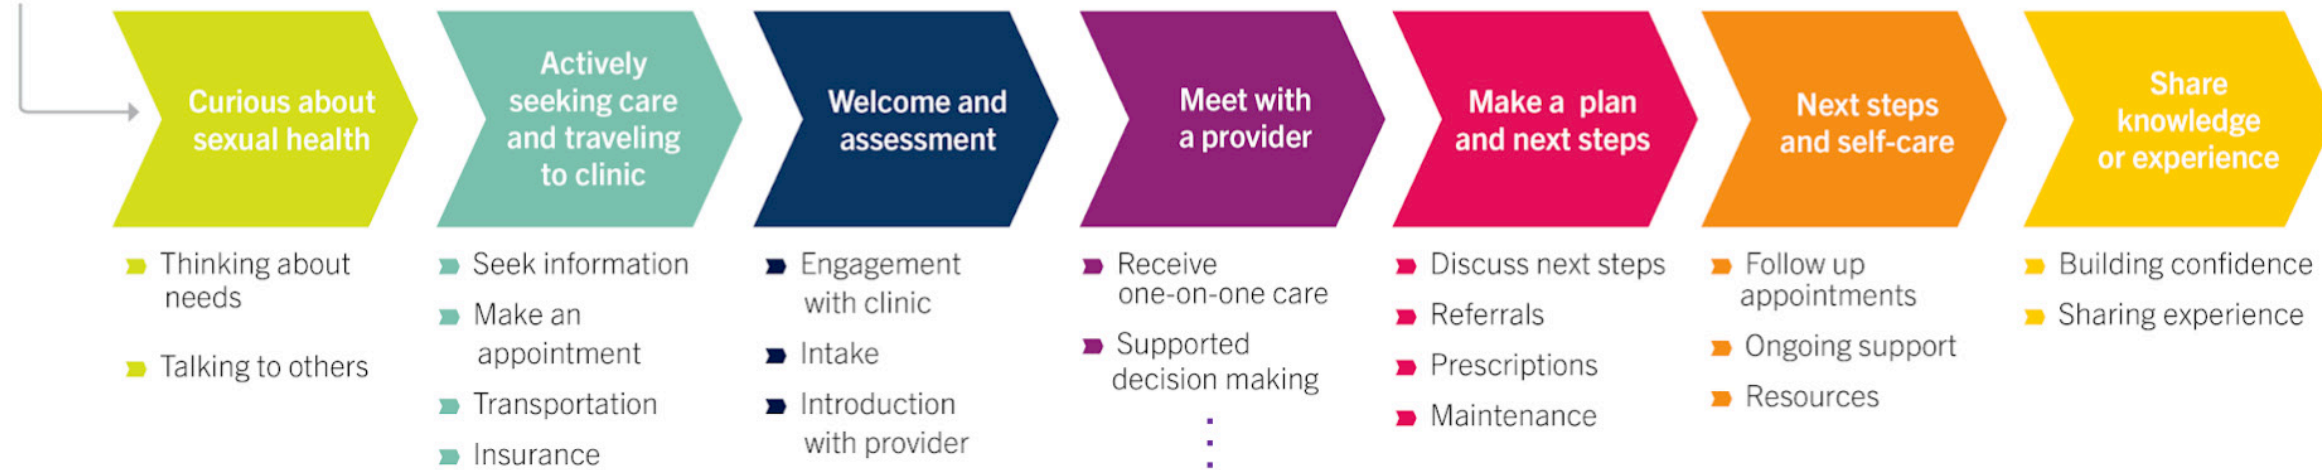 Curious about
sexual health
Thinking about
needs
Talking to others
Actively
seeking care
and traveling
to clinic
Seek information
Make an
appointment
Transportation
Insurance
Welcome and
assessment
Engagement
with clinic
Intake
Introduction
with provider
Meet with
a provider
Receive
one-on-one care
Supported
decision making
Make a plan
and next steps
Discuss next steps
Referrals
Prescriptions
Maintenance
Next steps
and self-care
Follow up
appointments
Ongoing support
Resources
Share
knowledge
or experience
Building confidence
Sharing experience